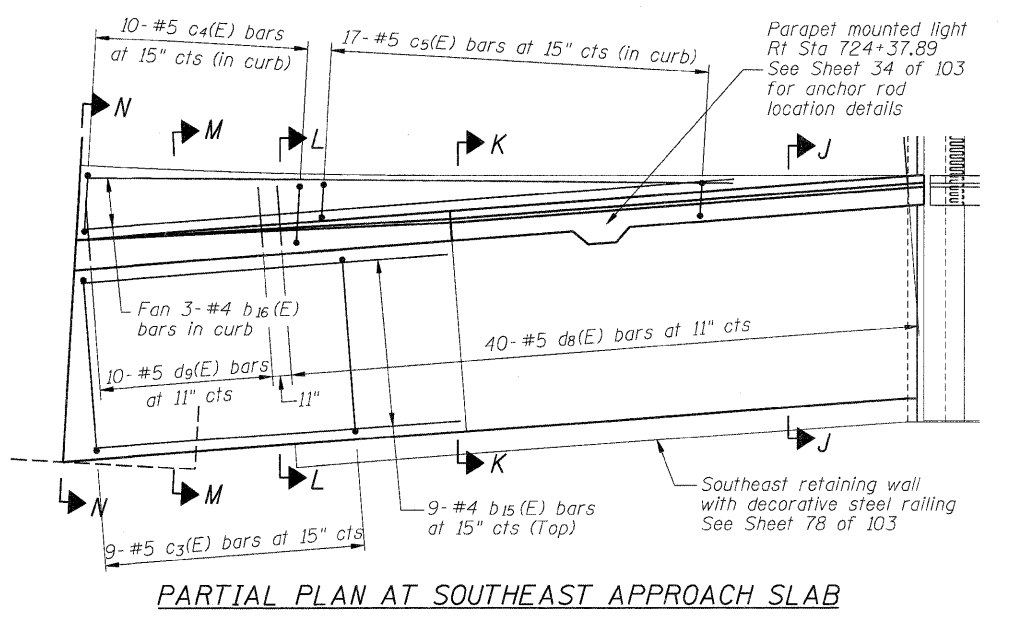 10- #5 c4(E) bars
at 15" cts (in curb)
17- #5 c5(E) bars at 15" cts (in curb)
Parapet mounted light
Rt Sta 724+37.89
See Sheet 34 of 103
for anchor rod
location details
N
M
L
K
J
Fan 3- #4 b16(E)
bars in curb
40- #5 d8(E) bars at 11" cts
10- #5 d9(E) bars
at 11" cts
11"
J
K
L
M
N
Southeast retaining wall
with decorative steel railing
See Sheet 78 of 103
9- #4 b15(E) bars
at 15" cts (Top)
9- #5 c3(E) bars at 15" cts
PARTIAL PLAN AT SOUTHEAST APPROACH SLAB